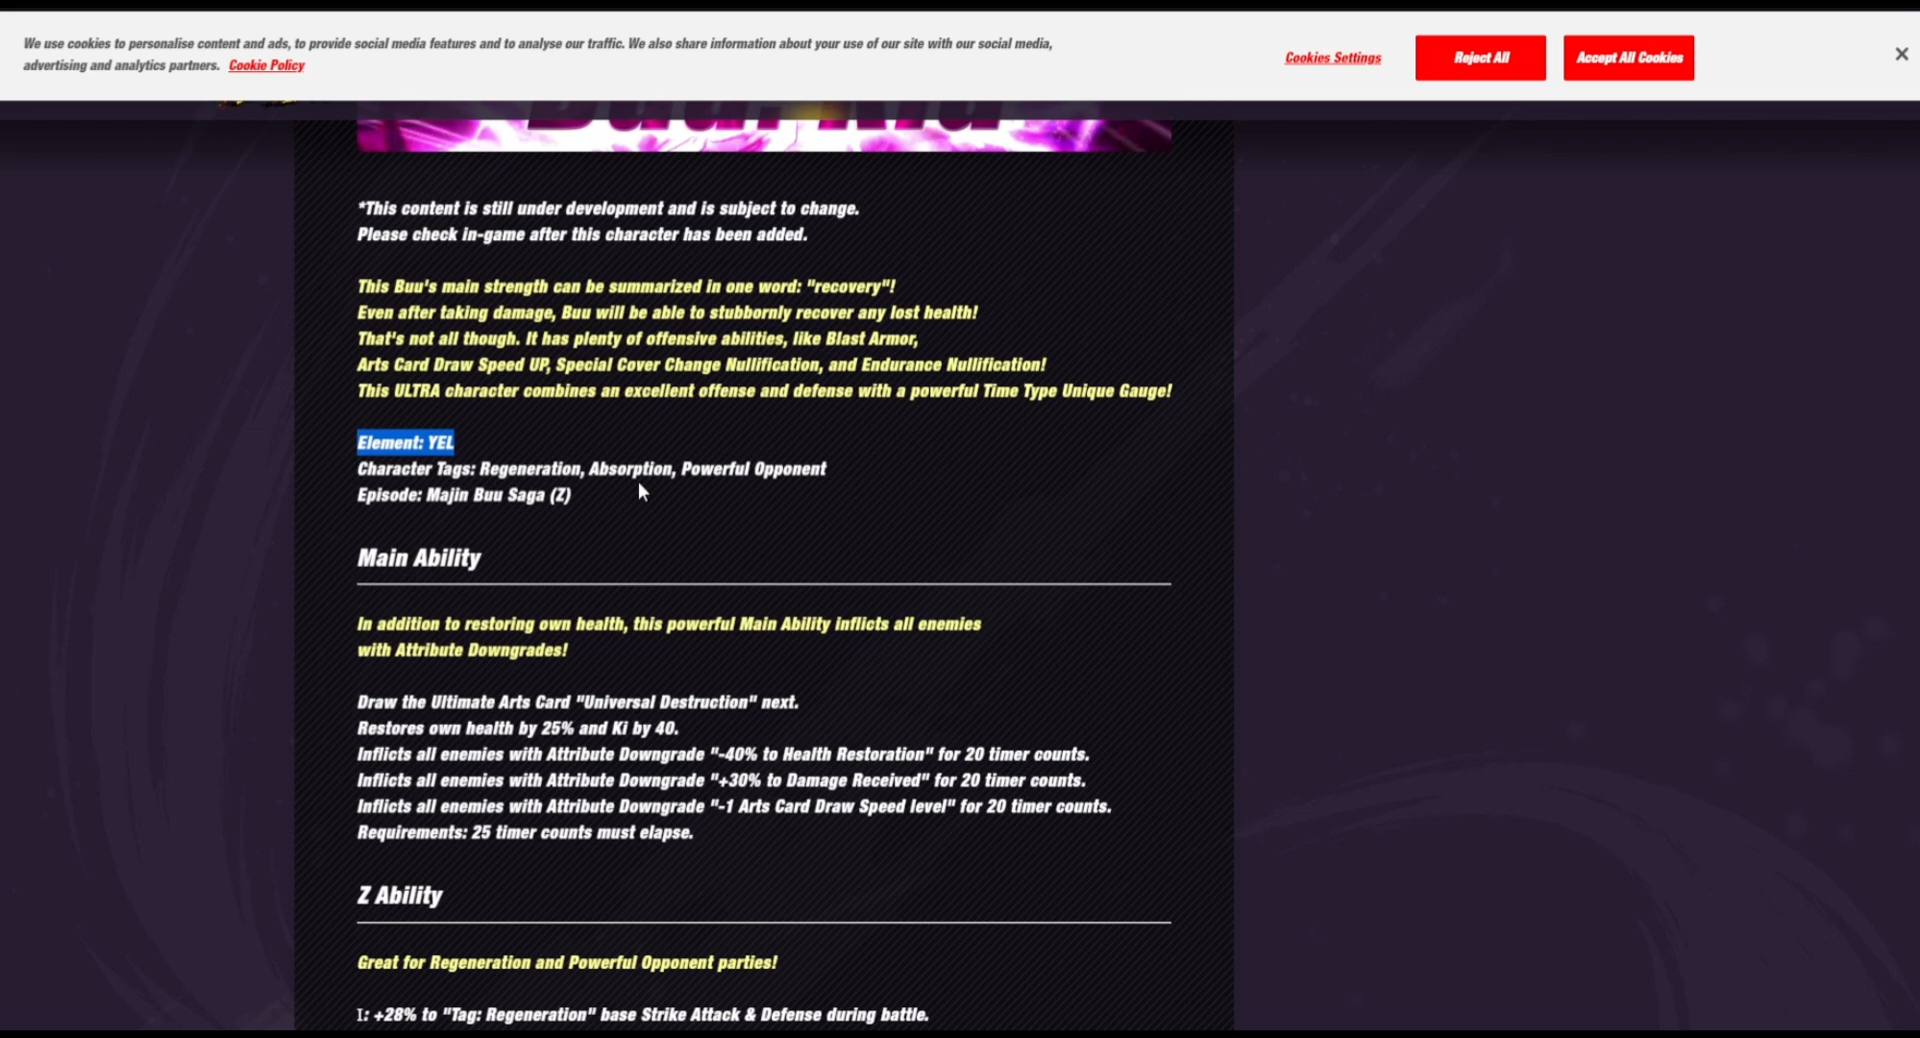 We use cookies to personalise content and ads, to provide social media features and to analyse our traffic. We also share information about your use of our site with our social media,
advertising and analytics partners. Cookie Policy
Cookies Settings
Reject All
Accept All Cookies
Buu: Kid
*This content is still under development and is subject to change.
Please check in-game after this character has been added.
This Buu's main strength can be summarized in one word: "recovery"!
Even after taking damage, Buu will be able to stubbornly recover any lost health!
That's not all though. It has plenty of offensive abilities, like Blast Armor,
Arts Card Draw Speed UP, Special Cover Change Nullification, and Endurance Nullification!
This ULTRA character combines an excellent offense and defense with a powerful Time Type Unique Gauge!
Element: YEL
Character Tags: Regeneration, Absorption, Powerful Opponent
Episode: Majin Buu Saga (Z)
Main Ability
In addition to restoring own health, this powerful Main Ability inflicts all enemies
with Attribute Downgrades!
Draw the Ultimate Arts Card "Universal Destruction" next.
Restores own health by 25% and Ki by 40.
Inflicts all enemies with Attribute Downgrade "-40% to Health Restoration" for 20 timer counts.
Inflicts all enemies with Attribute Downgrade "+30% to Damage Received" for 20 timer counts.
Inflicts all enemies with Attribute Downgrade "-1 Arts Card Draw Speed level" for 20 timer counts.
Requirements: 25 timer counts must elapse.
Z Ability
Great for Regeneration and Powerful Opponent parties!
I: +28% to "Tag: Regeneration" base Strike Attack & Defense during battle.